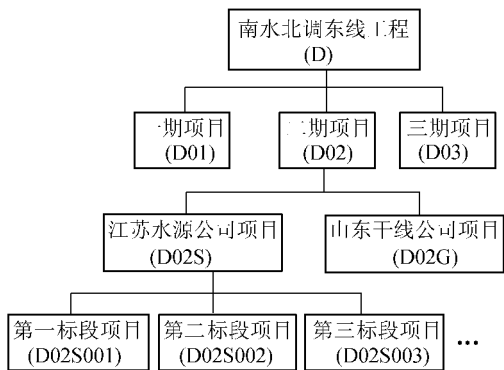 南水北调东线工程
(D)
一期项目
(D01)
二期项目
(D02)
三期项目
(D03)
江苏水源公司项目
(D02S)
山东干线公司项目
(D02G)
第一标段项目
(D02S001)
第二标段项目
(D02S002)
第三标段项目
(D02S003)
...